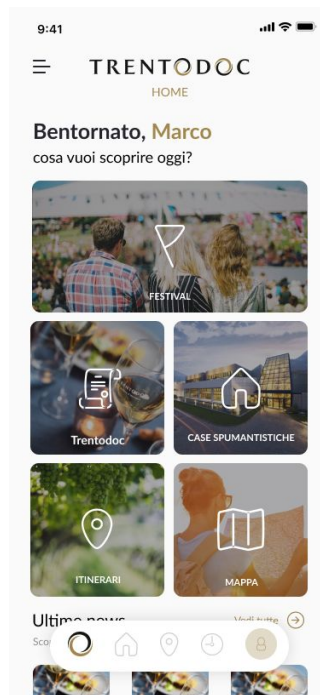 9:41
TRENTODOC
HOME
Bentornato, Marco
cosa vuoi scoprire oggi?
FESTIVAL
Trentodoc
CASE SPUMANTISTICHE
ITINERARI
MAPPA
Ultime news
Vedi tutte
Sco